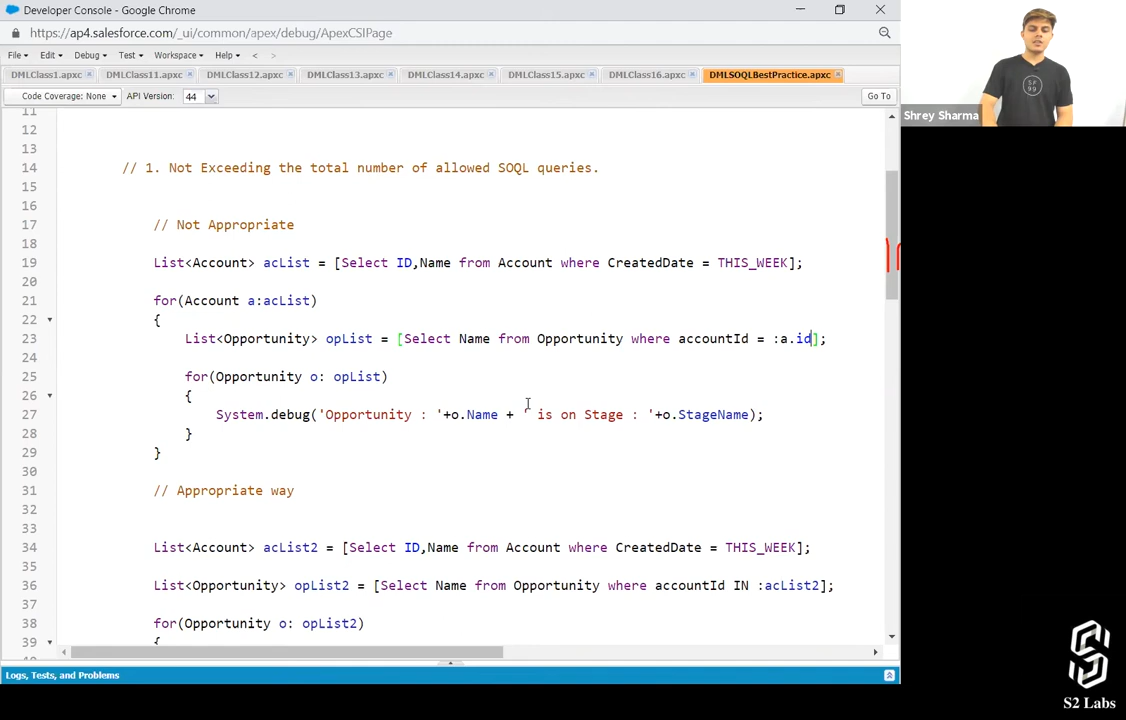 Developer Console - Google Chrome
https://ap4.salesforce.com/_ui/common/apex/debug/ApexCSIPage
File Edit Debug Test Workspace Help < >
DMLClass1.apxc DMLClass11.apxc DMLClass12.apxc DMLClass13.apxc DMLClass14.apxc DMLClass15.apxc DMLClass16.apxc DMLSOQLBestPractice.apxc
Code Coverage: None API Version: 44 Go To
Shrey Sharma
SF
99
11
12
13
14 // 1. Not Exceeding the total number of allowed SOQL queries.
15
16
17 // Not Appropriate
18
19 List<Account> acList = [Select ID,Name from Account where CreatedDate = THIS_WEEK];
20
21 for(Account a:acList)
22 {
23 List<Opportunity> opList = [Select Name from Opportunity where accountId = :a.id];
24
25 for(Opportunity o: opList)
26 {
27 System.debug('Opportunity : '+o.Name + ' is on Stage : '+o.StageName);
28 }
29 }
30
31 // Appropriate way
32
33
34 List<Account> acList2 = [Select ID,Name from Account where CreatedDate = THIS_WEEK];
35
36 List<Opportunity> opList2 = [Select Name from Opportunity where accountId IN :acList2];
37
38 for(Opportunity o: opList2)
39 {
Logs, Tests, and Problems
S2 Labs